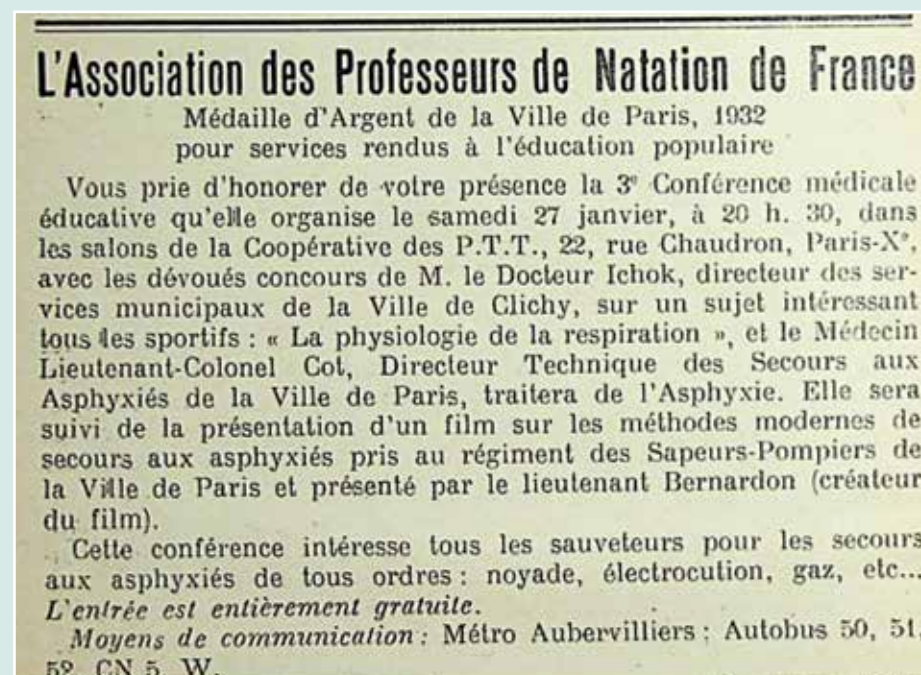 L'Association des Professeurs de Natation de France
Médaille d'Argent de la Ville de Paris, 1932
pour services rendus à l'éducation populaire
Vous prie d'honorer de votre présence la 3e Conférence médicale
éducative qu'elle organise le samedi 27 janvier, à 20 h. 30, dans
les salons de la Coopérative des P.T.T., 22, rue Chaudron, Paris-Xe,
avec les dévoués concours de M. le Docteur Ichok, directeur des ser-
vices municipaux de la Ville de Clichy, sur un sujet intéressant
tous les sportifs : « La physiologie de la respiration », et le Médecin
Lieutenant-Colonel Cot, Directeur Technique des Secours aux
Asphyxiés de la Ville de Paris, traitera de l'Asphyxie. Elle sera
suivi de la présentation d'un film sur les méthodes modernes de
secours aux asphyxiés pris au régiment des Sapeurs-Pompiers de
la Ville de Paris et présenté par le lieutenant Bernardon (créateur
du film).
Cette conférence intéresse tous les sauveteurs pour les secours
aux asphyxiés de tous ordres : noyade, électrocution, gaz, etc...
L'entrée est entièrement gratuite.
Moyens de communication : Métro Aubervilliers ; Autobus 50, 51,
52, CN 5, W.